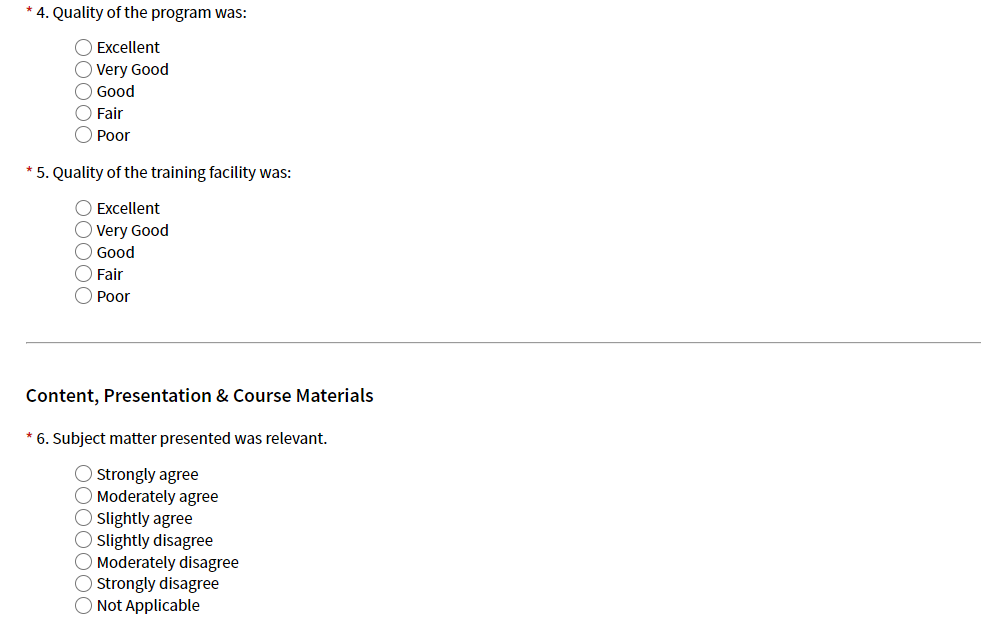 * 4. Quality of the program was:
Excellent
Very Good
Good
Fair
Poor
* 5. Quality of the training facility was:
Excellent
Very Good
Good
Fair
Poor
Content, Presentation & Course Materials
* 6. Subject matter presented was relevant.
Strongly agree
Moderately agree
Slightly agree
Slightly disagree
Moderately disagree
Strongly disagree
Not Applicable